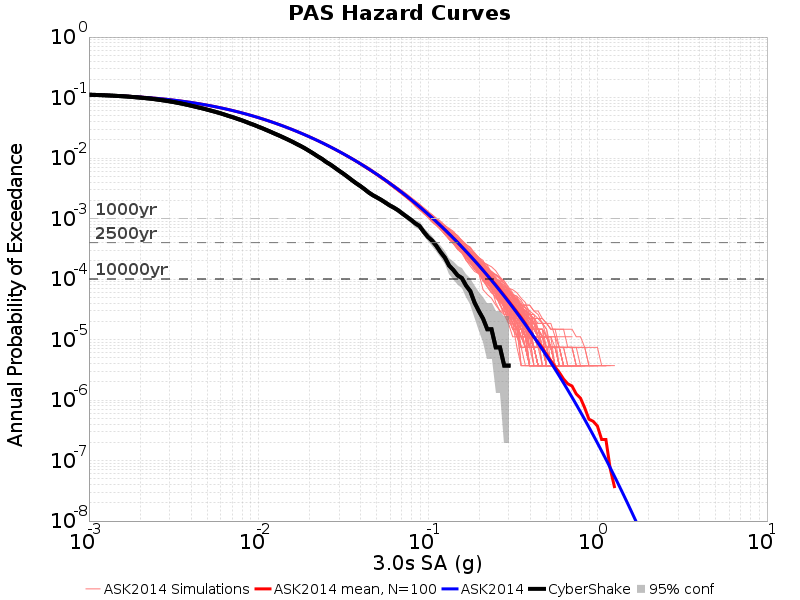 PAS Hazard Curves
Annual Probability of Exceedance
10^0
10^-1
10^-2
10^-3
10^-4
10^-5
10^-6
10^-7
10^-8
1000yr
2500yr
10000yr
10^-3 10^-2 10^-1 10^0 10^1
3.0s SA (g)
ASK2014 Simulations ASK2014 mean, N=100 ASK2014 CyberShake 95% conf